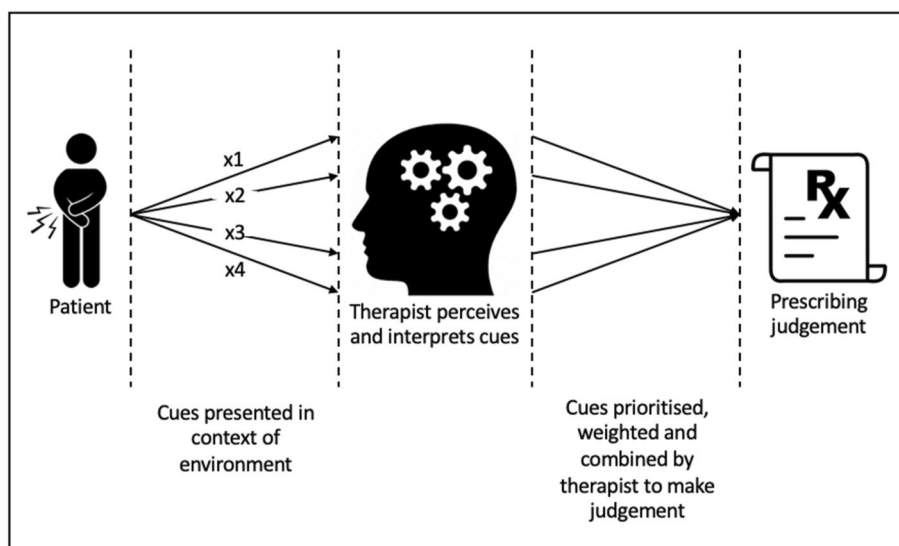 x1
x2
x3
x4
Patient
Therapist perceives
and interprets cues
Rx
Prescribing
judgement
Cues presented in
context of
environment
Cues prioritised,
weighted and
combined by
therapist to make
judgement